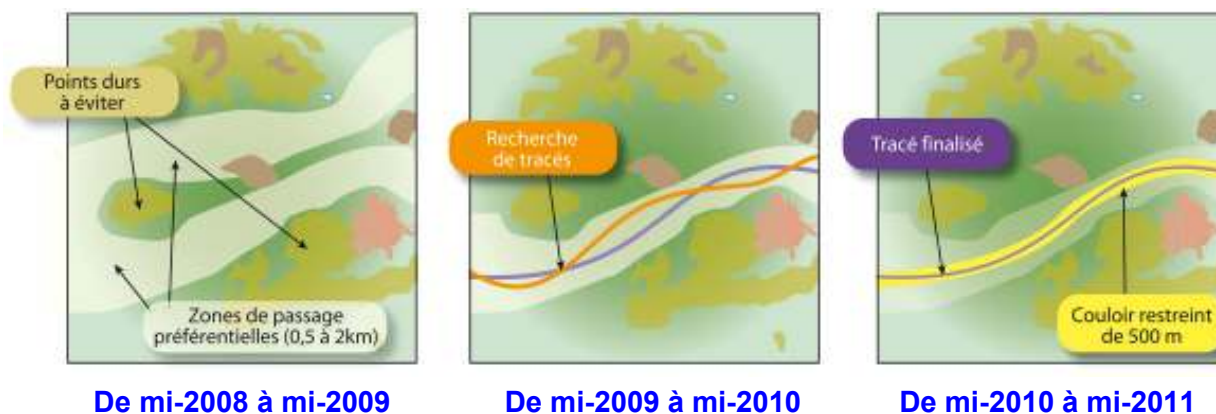 Points durs
à éviter
Zones de passage
préférentielles (0,5 à 2km)
De mi-2008 à mi-2009
Recherche
de tracés
De mi-2009 à mi-2010
Tracé finalisé
Couloir restreint
de 500 m
De mi-2010 à mi-2011